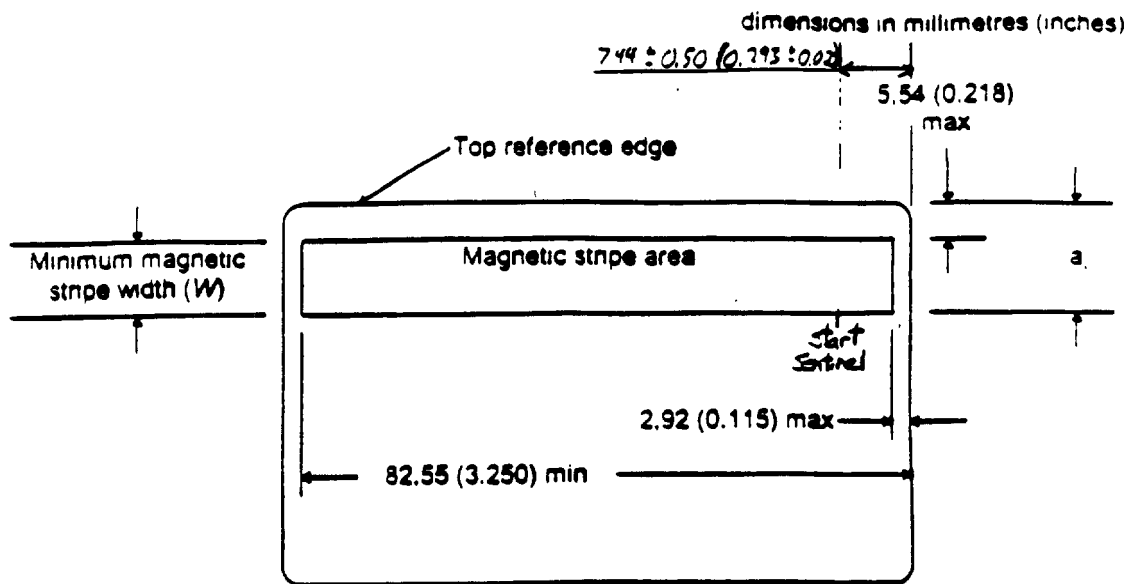 dimensions in millimetres (inches)
7.44 ± 0.50 (0.293 ± 0.02)
5.54 (0.218)
max
Top reference edge
Minimum magnetic
stripe width (W)
Magnetic stripe area
a
Start
Sentinel
2.92 (0.115) max
82.55 (3.250) min